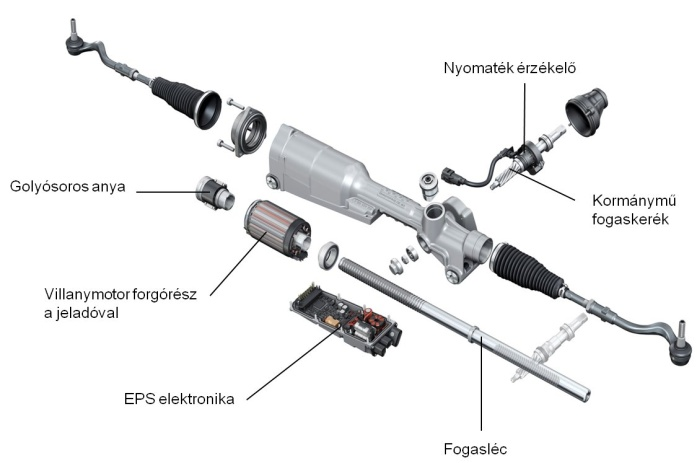 Nyomaték érzékelő
Golyósoros anya
Kormánymű
fogaskerék
Villanymotor forgórész
a jeladóval
EPS elektronika
Fogasléc